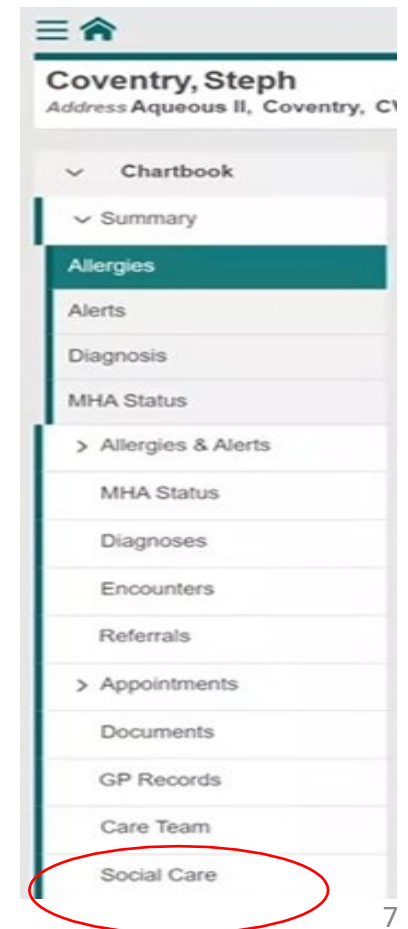 Coventry, Steph
Address Aqueous II, Coventry, CV
Chartbook
Summary
Allergies
Alerts
Diagnosis
MHA Status
Allergies & Alerts
MHA Status
Diagnoses
Encounters
Referrals
Appointments
Documents
GP Records
Care Team
Social Care
7